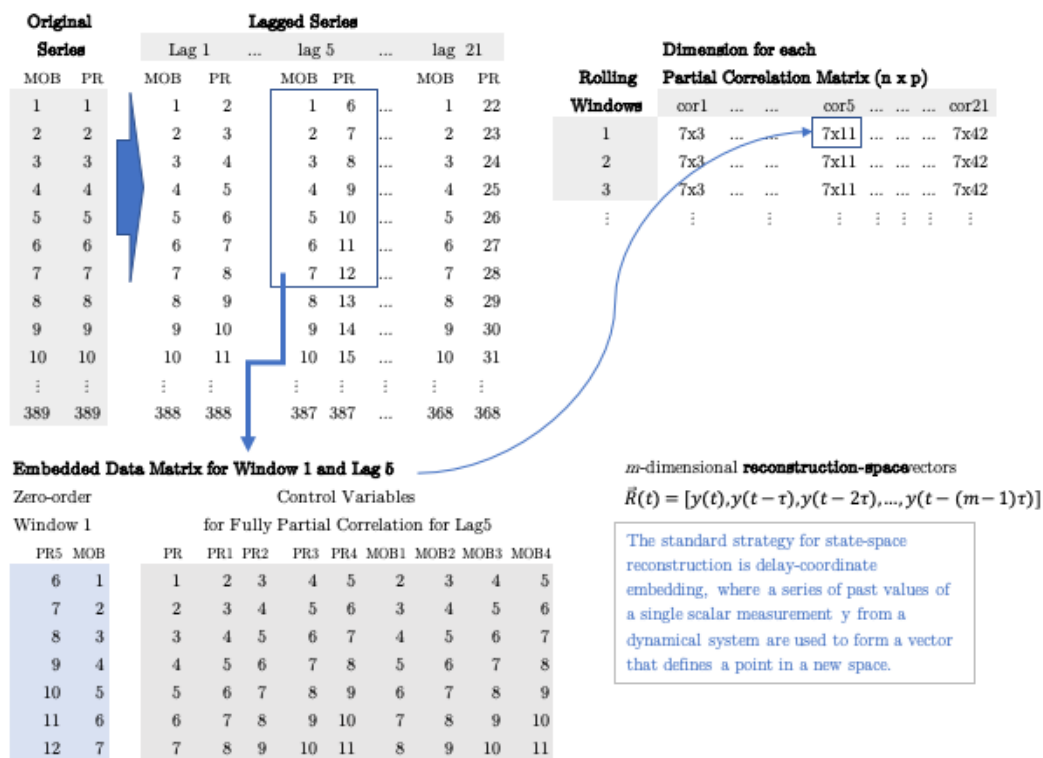 Original Lagged Series
Series Lag 1 ... lag 5 ... lag 21
MOB PR MOB PR MOB PR MOB PR
1 1 1 2 1 6 ... 1 22
2 2 2 3 2 7 ... 2 23
3 3 3 4 3 8 ... 3 24
4 4 4 5 4 9 ... 4 25
5 5 5 6 5 10 ... 5 26
6 6 6 7 6 11 ... 6 27
7 7 7 8 7 12 ... 7 28
8 8 8 9 8 13 ... 8 29
9 9 9 10 9 14 ... 9 30
10 10 10 11 10 15 ... 10 31
⋮ ⋮ ⋮ ⋮ ⋮ ⋮ ⋮ ⋮ ⋮
389 389 388 388 387 387 ... 368 368
Dimension for each
Rolling Partial Correlation Matrix (n x p)
Windows cor1 ... ... cor5 ... ... ... cor21
1 7x3 ... ... 7x11 ... ... ... 7x42
2 7x3 ... ... 7x11 ... ... ... 7x42
3 7x3 ... ... 7x11 ... ... ... 7x42
⋮ ⋮ ⋮ ⋮ ⋮ ⋮ ⋮ ⋮
Embedded Data Matrix for Window 1 and Lag 5
Zero-order Control Variables
Window 1 for Fully Partial Correlation for Lag5
PR5 MOB PR PR1 PR2 PR3 PR4 MOB1 MOB2 MOB3 MOB4
6 1 1 2 3 4 5 2 3 4 5
7 2 2 3 4 5 6 3 4 5 6
8 3 3 4 5 6 7 4 5 6 7
9 4 4 5 6 7 8 5 6 7 8
10 5 5 6 7 8 9 6 7 8 9
11 6 6 7 8 9 10 7 8 9 10
12 7 7 8 9 10 11 8 9 10 11
m-dimensional reconstruction-spacevectors
R⃗(t) = [y(t), y(t − τ), y(t − 2τ), ..., y(t − (m − 1)τ)]
The standard strategy for state-space
reconstruction is delay-coordinate
embedding, where a series of past values of
a single scalar measurement y from a
dynamical system are used to form a vector
that defines a point in a new space.